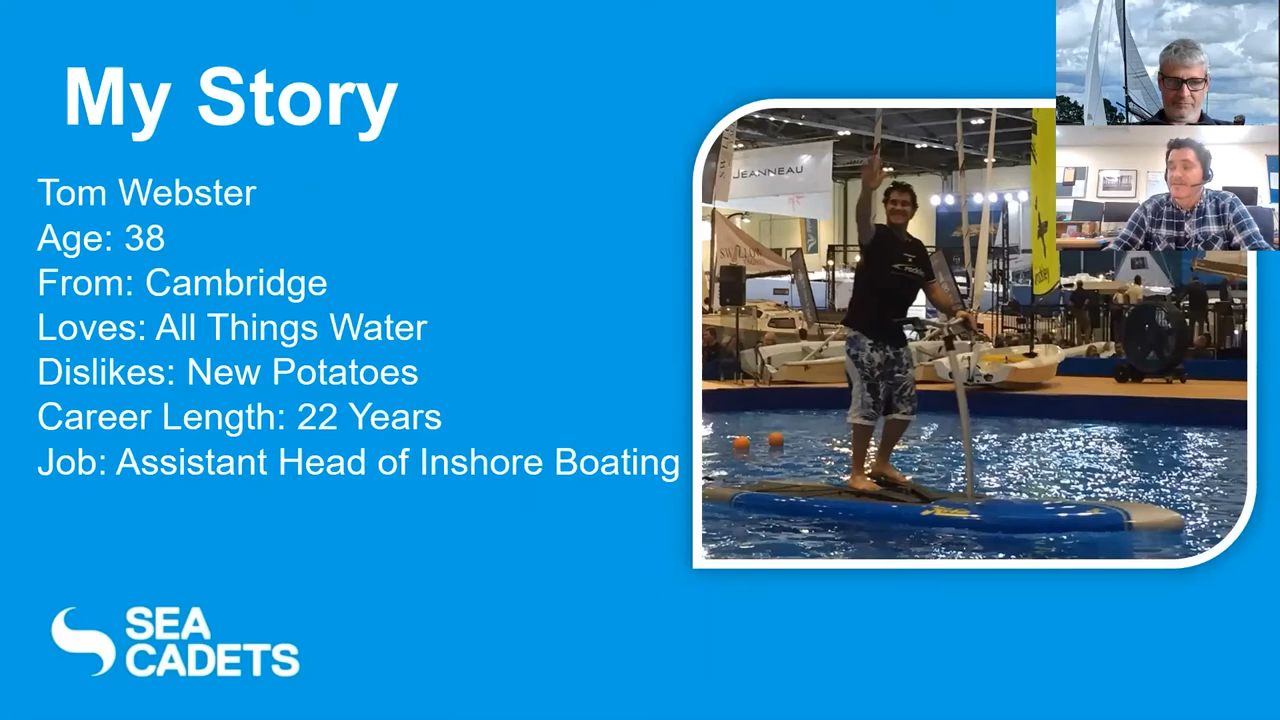 My Story
Tom Webster
Age: 38
From: Cambridge
Loves: All Things Water
Dislikes: New Potatoes
Career Length: 22 Years
Job: Assistant Head of Inshore Boating
SEA
CADETS
JEANNEAU
rockley